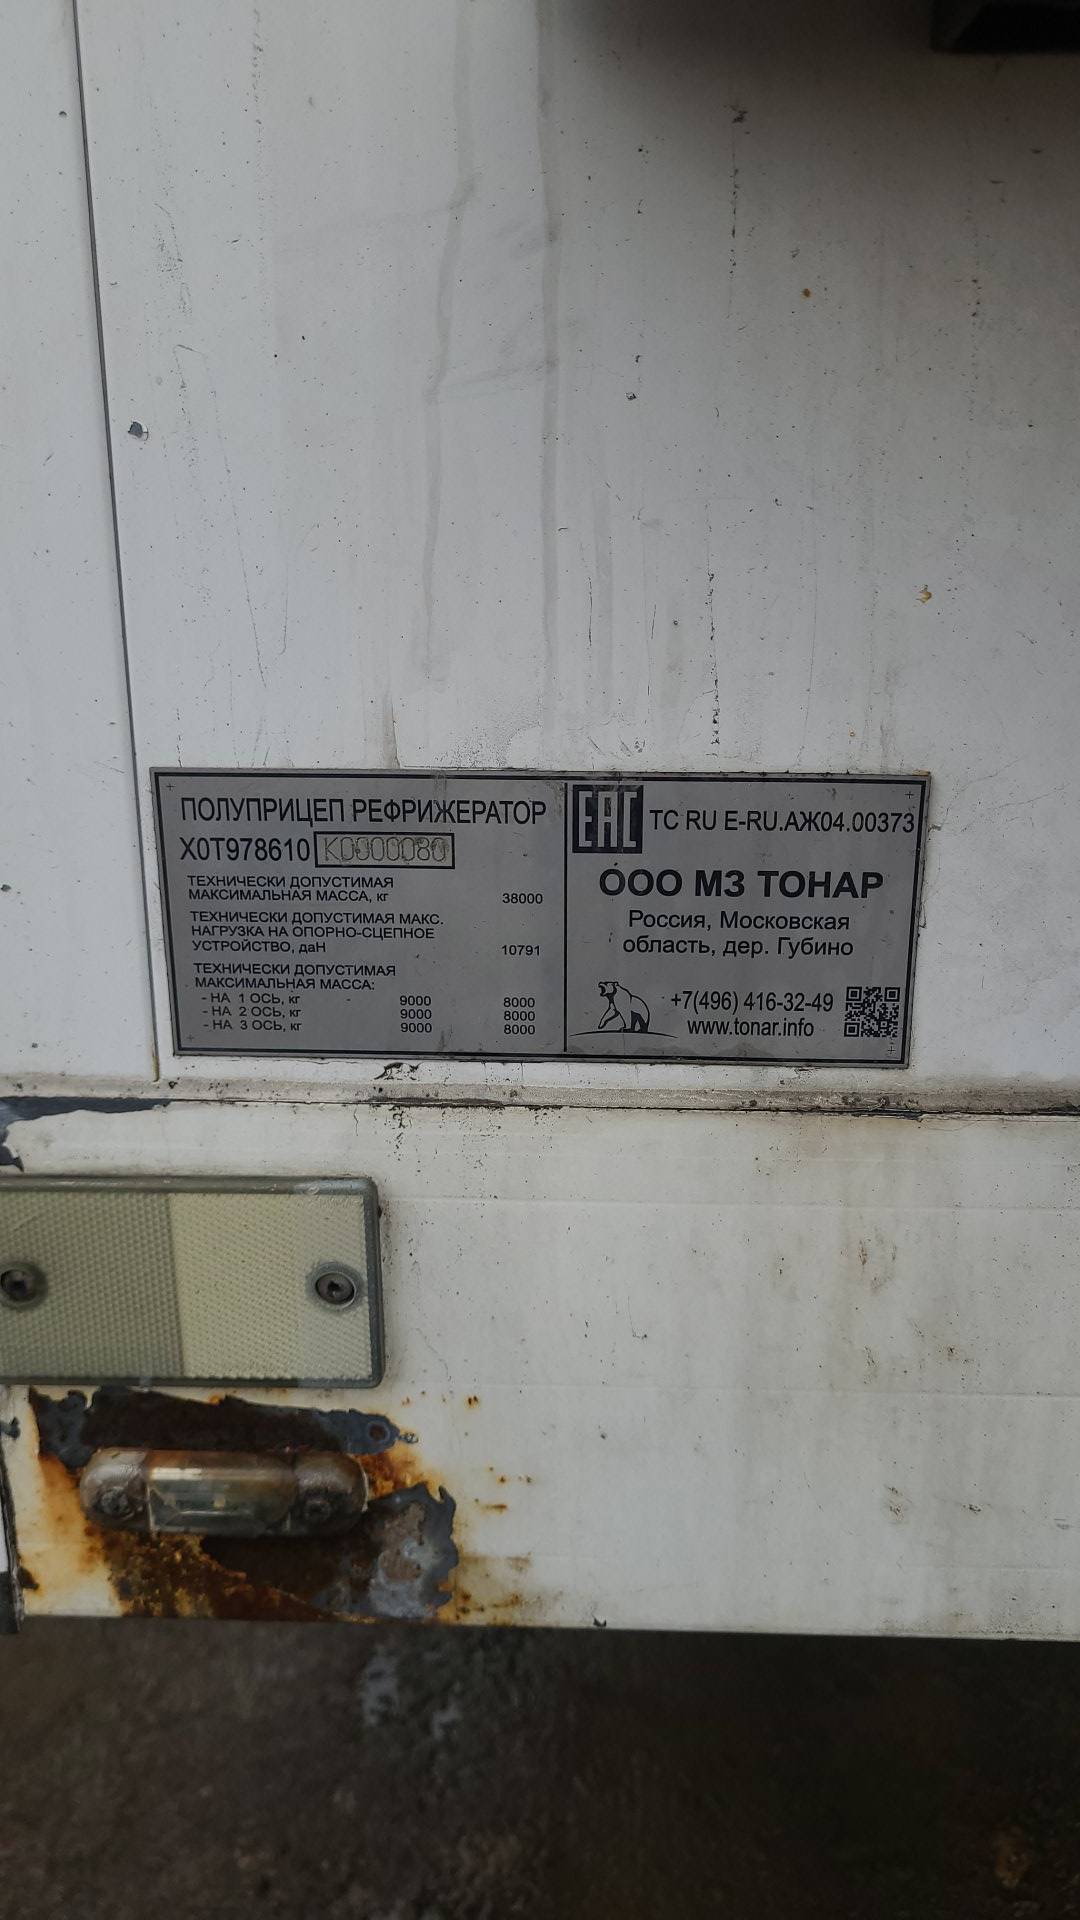 ПОЛУПРИЦЕП РЕФРИЖЕРАТОР
X0T978610 K0000080
ТЕХНИЧЕСКИ ДОПУСТИМАЯ
МАКСИМАЛЬНАЯ МАССА, кг 38000
ТЕХНИЧЕСКИ ДОПУСТИМАЯ МАКС.
НАГРУЗКА НА ОПОРНО-СЦЕПНОЕ
УСТРОЙСТВО, даН 10791
ТЕХНИЧЕСКИ ДОПУСТИМАЯ
МАКСИМАЛЬНАЯ МАССА:
- НА 1 ОСЬ, кг - 9000 8000
- НА 2 ОСЬ, кг 9000 8000
- НА 3 ОСЬ, кг 9000 8000
EAC ТС RU E-RU.АЖ04.00373
ООО МЗ ТОНАР
Россия, Московская
область, дер. Губино
+7(496) 416-32-49
www.tonar.info